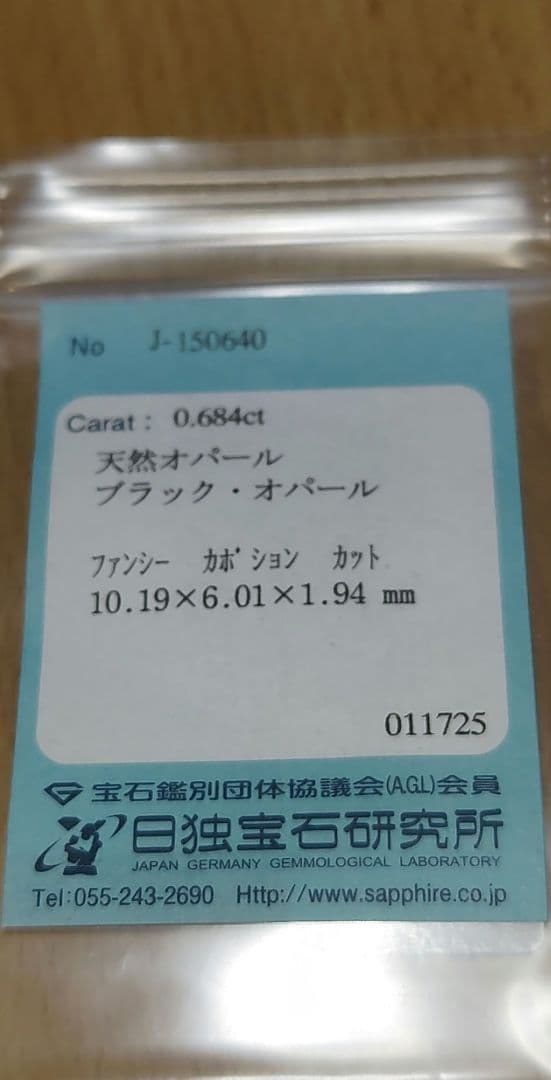 No J-150640
Carat: 0.684ct
天然オパール
ブラック・オパール
ファンシー カボション カット
10.19×6.01×1.94 mm
011725
宝石鑑別団体協議会(A.G.L)会員
日独宝石研究所
JAPAN GERMANY GEMMOLOGICAL LABORATORY
Tel:055-243-2690 Http://www.sapphire.co.jp